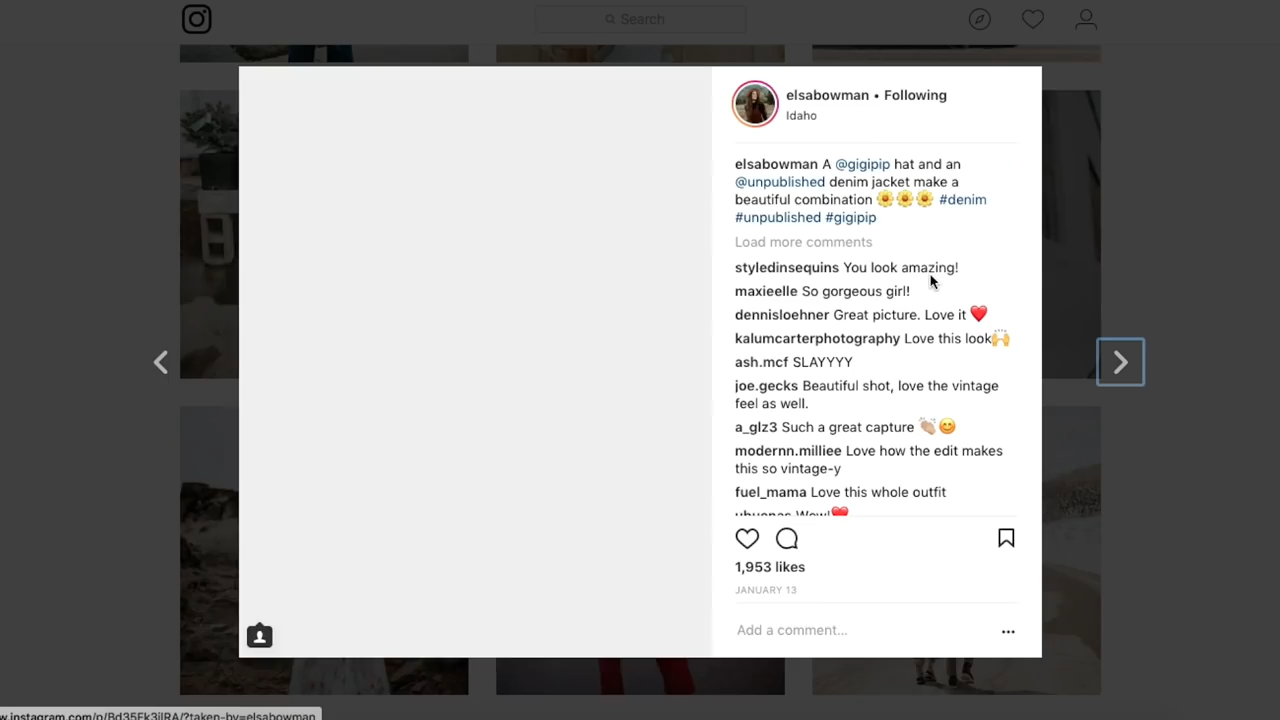 Search
elsabowman • Following
Idaho
elsabowman A @gigipip hat and an
@unpublished denim jacket make a
beautiful combination 🌼🌼🌼 #denim
#unpublished #gigipip
Load more comments
styledinsequins You look amazing!
maxieelle So gorgeous girl!
dennisloehner Great picture. Love it ❤️
kalumcarterphotography Love this look🙌🏼
ash.mcf SLAYYYY
joe.gecks Beautiful shot, love the vintage
feel as well.
a_glz3 Such a great capture 👏🏼😊
modernn.milliee Love how the edit makes
this so vintage-y
fuel_mama Love this whole outfit
Wow!❤️
1,953 likes
JANUARY 13
Add a comment...